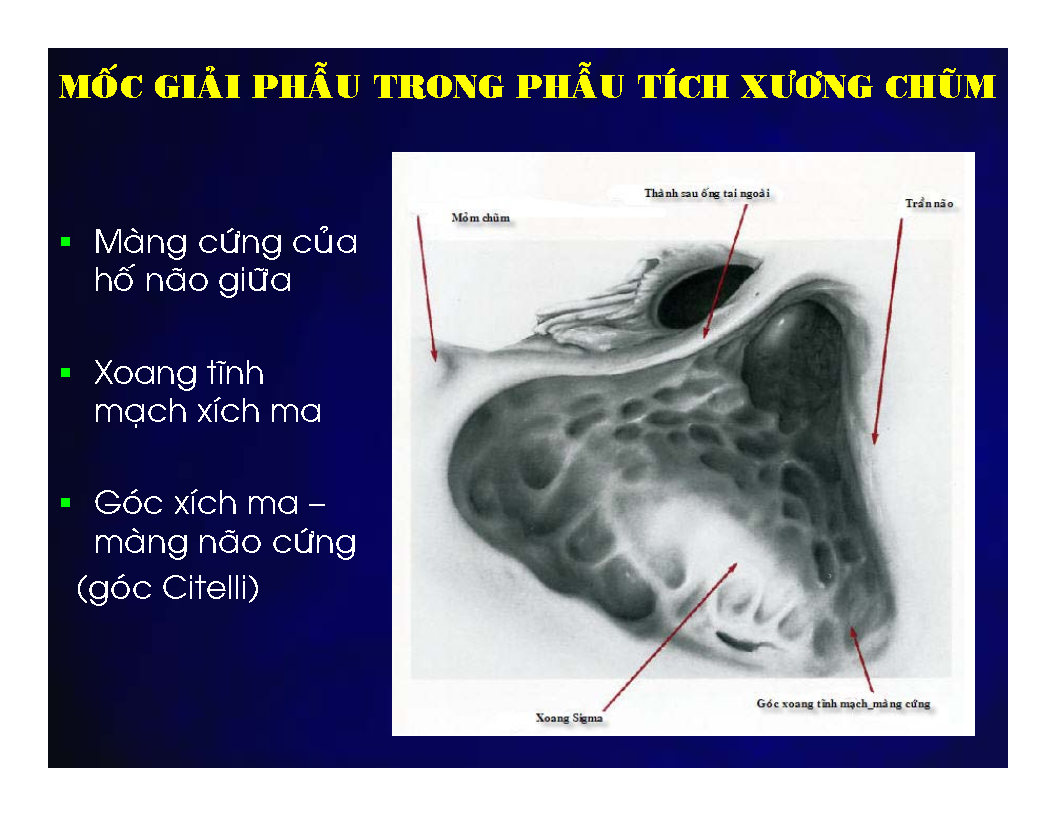 MỐC GIẢI PHẪU TRONG PHẪU TÍCH XƯƠNG CHŨM
Màng cứng của
hố não giữa
Xoang tĩnh
mạch xích ma
Góc xích ma –
màng não cứng
(góc Citelli)
Thành sau ống tai ngoài
Trần não
Mỏm chũm
Góc xoang tĩnh mạch_màng cứng
Xoang Sigma